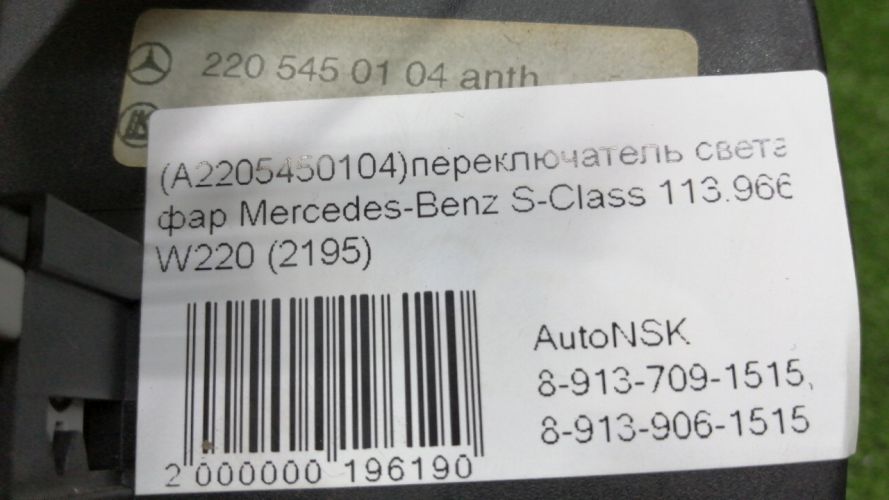 220 545 01 04 anth
(A2205450104)переключатель света
фар Mercedes-Benz S-Class 113.966
W220 (2195)
AutoNSK
8-913-709-1515,
8-913-906-1515
2 000000 196190